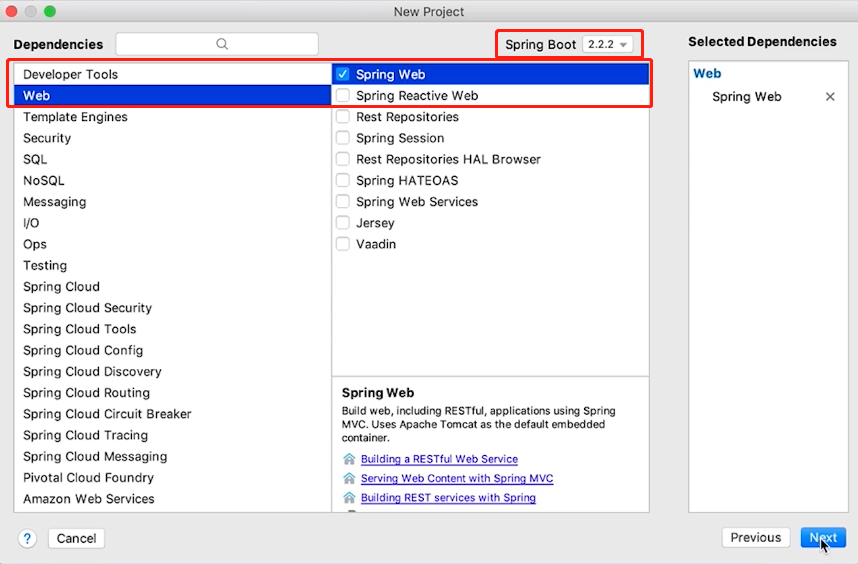 New Project
Dependencies
Spring Boot 2.2.2
Selected Dependencies
Developer Tools
Web
Template Engines
Security
SQL
NoSQL
Messaging
I/O
Ops
Testing
Spring Cloud
Spring Cloud Security
Spring Cloud Tools
Spring Cloud Config
Spring Cloud Discovery
Spring Cloud Routing
Spring Cloud Circuit Breaker
Spring Cloud Tracing
Spring Cloud Messaging
Pivotal Cloud Foundry
Amazon Web Services
Spring Web
Spring Reactive Web
Rest Repositories
Spring Session
Rest Repositories HAL Browser
Spring HATEOAS
Spring Web Services
Jersey
Vaadin
Spring Web
Build web, including RESTful, applications using Spring
MVC. Uses Apache Tomcat as the default embedded
container.
Building a RESTful Web Service
Serving Web Content with Spring MVC
Building REST services with Spring
Web
Spring Web
?
Cancel
Previous
Next